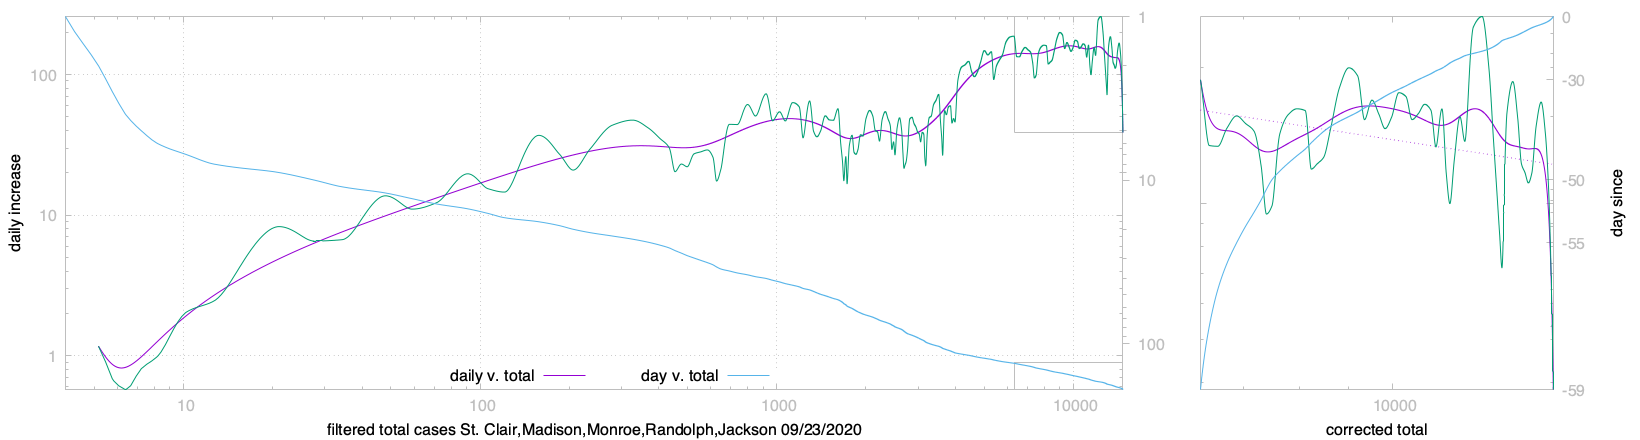 daily increase
100
10
1
10
100
1000
10000
1
10
100
daily v. total
day v. total
filtered total cases St. Clair,Madison,Monroe,Randolph,Jackson 09/23/2020
0
-30
-50
-55
-59
day since
10000
corrected total